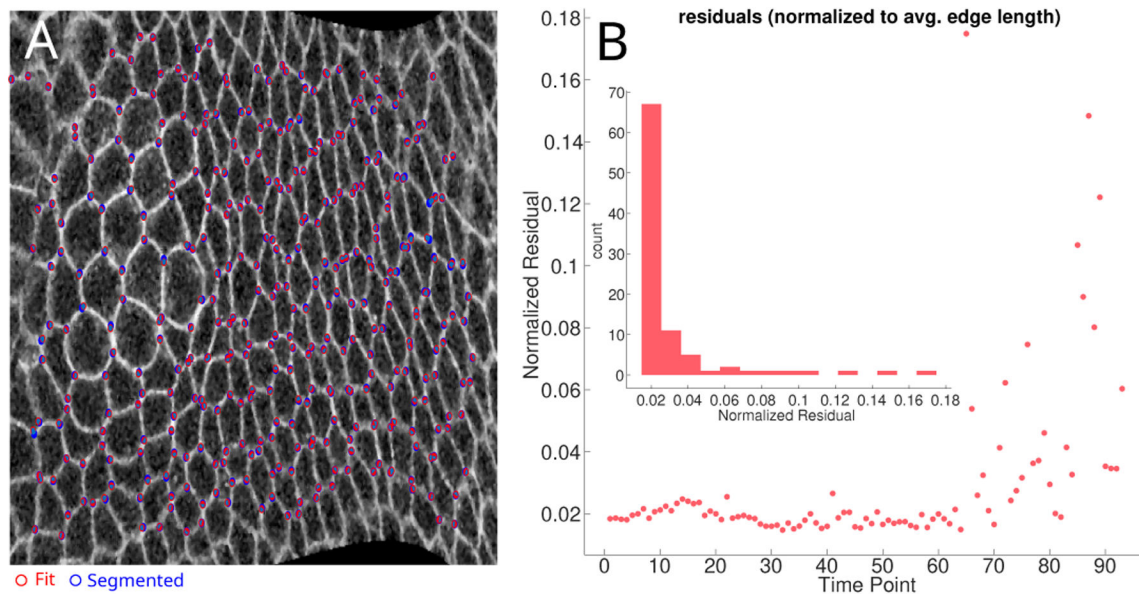 A
Fit Segmented
B
residuals (normalized to avg. edge length)
Normalized Residual
0.18
0.16
0.14
0.12
0.1
0.08
0.06
0.04
0.02
0 10 20 30 40 50 60 70 80 90
Time Point
count
70
60
50
40
30
20
10
0
0.02 0.04 0.06 0.08 0.1 0.12 0.14 0.16 0.18
Normalized Residual